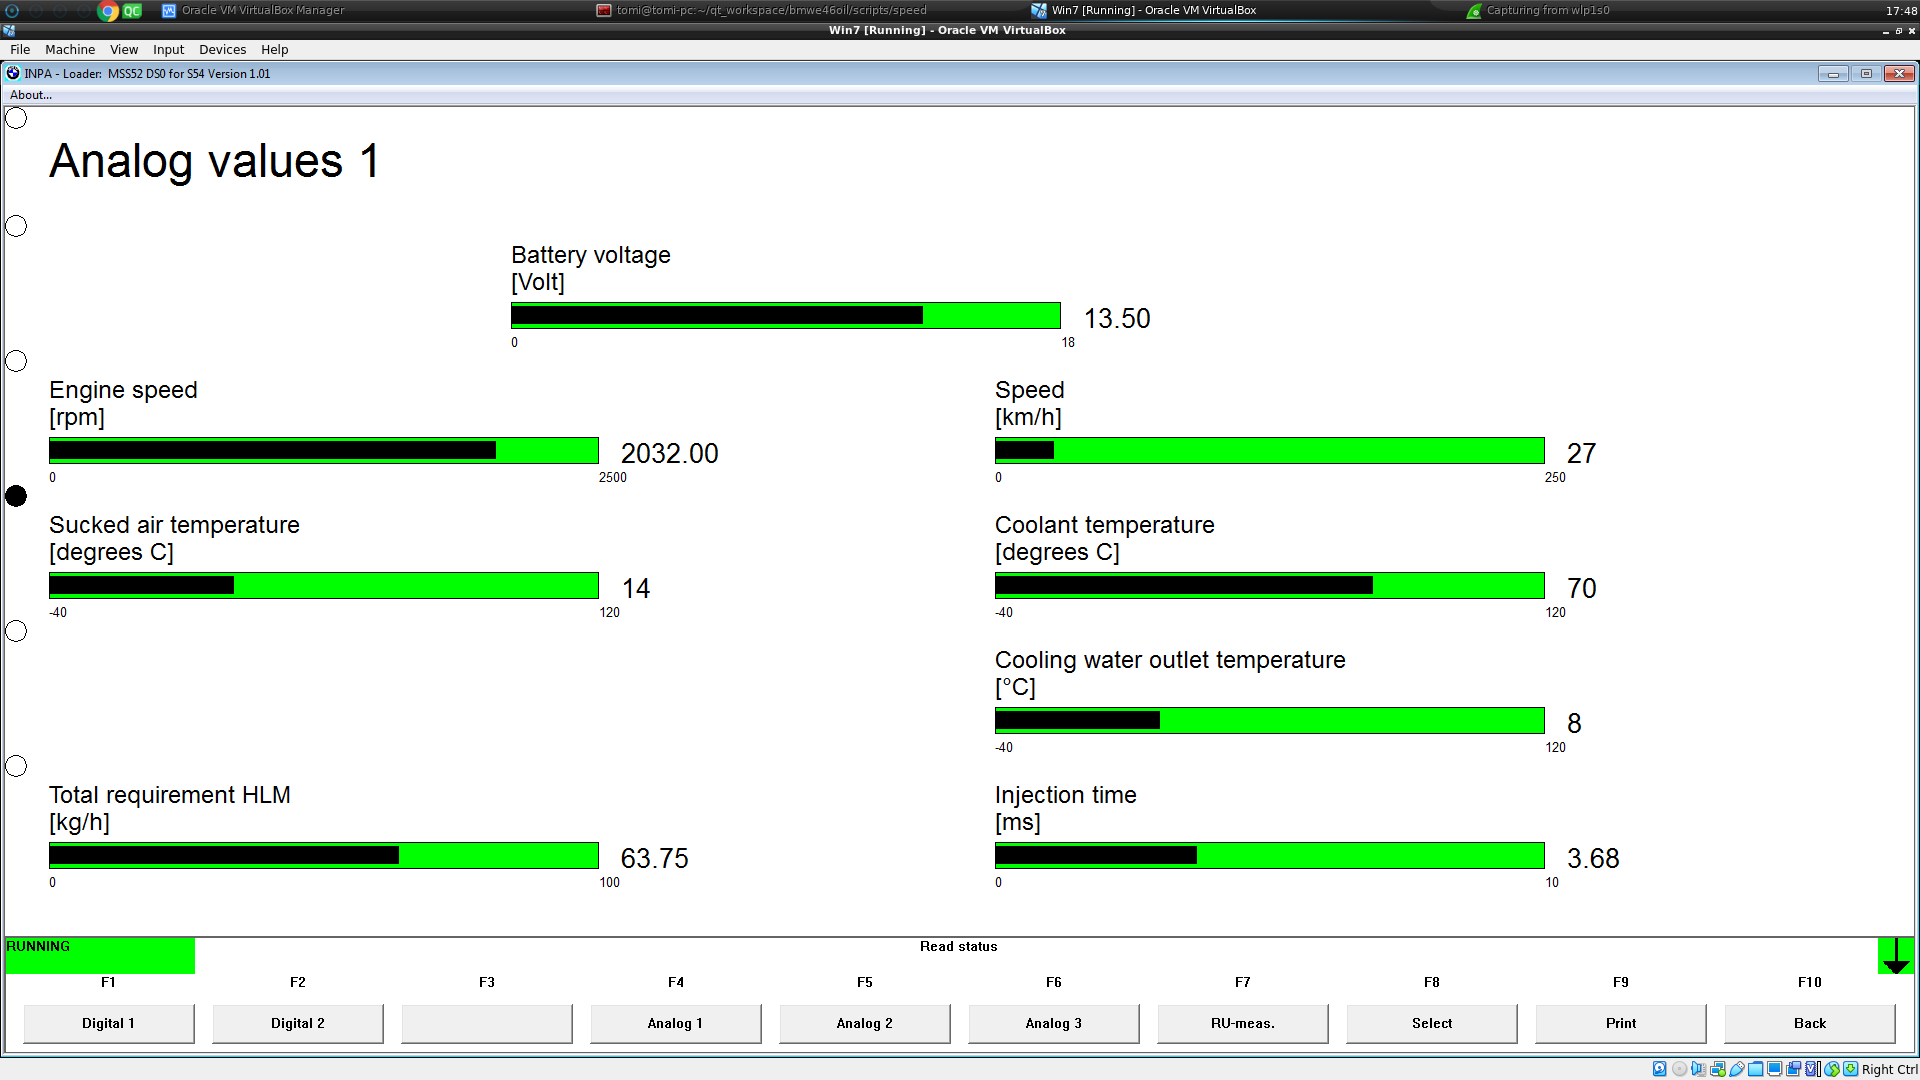 Oracle VM VirtualBox Manager
tomi@tomi-pc:~/qt_workspace/bmwe46oil/scripts/speed
Win7 [Running] - Oracle VM VirtualBox
Capturing from wlp1s0
17:48
QC
Win7 [Running] - Oracle VM VirtualBox
File Machine View Input Devices Help
INPA - Loader: MSS52 DS0 for S54 Version 1.01
About...
Analog values 1
Battery voltage
[Volt]
13.50
0 18
Engine speed
[rpm]
2032.00
0 2500
Speed
[km/h]
27
0 250
Sucked air temperature
[degrees C]
14
-40 120
Coolant temperature
[degrees C]
70
-40 120
Cooling water outlet temperature
[°C]
8
-40 120
Total requirement HLM
[kg/h]
63.75
0 100
Injection time
[ms]
3.68
0 10
RUNNING
Read status
F1 F2 F3 F4 F5 F6 F7 F8 F9 F10
Digital 1 Digital 2 Analog 1 Analog 2 Analog 3 RU-meas. Select Print Back
Right Ctrl